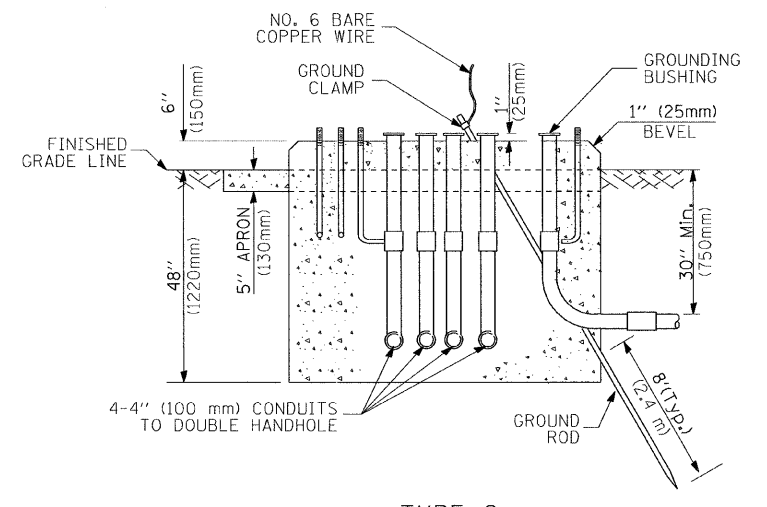 NO. 6 BARE
COPPER WIRE
GROUND
CLAMP
GROUNDING
BUSHING
6"
(150mm)
1"
(25mm)
1" (25mm)
BEVEL
FINISHED
GRADE LINE
48"
(1220mm)
5" APRON
(130mm)
30" Min.
(750mm)
4-4" (100 mm) CONDUITS
TO DOUBLE HANDHOLE
GROUND
ROD
8'(Typ.)
(2.4 m)